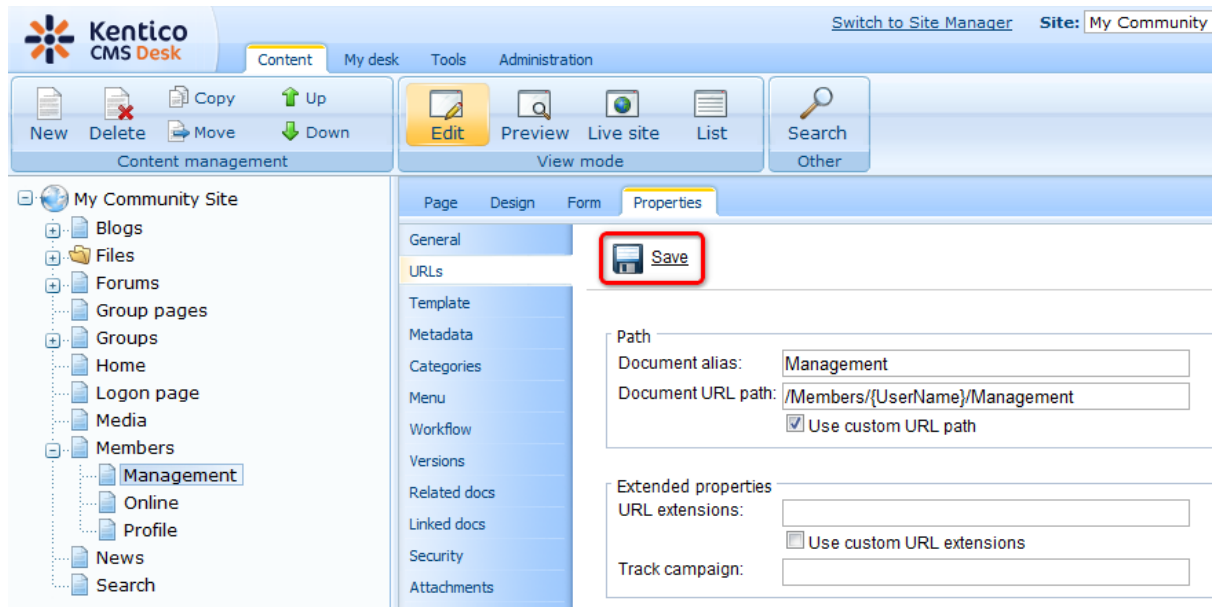 Kentico
CMS Desk
Switch to Site Manager Site: My Community
Content My desk Tools Administration
New Delete Copy Move Up Down
Content management
Edit Preview Live site List
View mode
Search
Other
My Community Site
Blogs
Files
Forums
Group pages
Groups
Home
Logon page
Media
Members
Management
Online
Profile
News
Search
Page Design Form Properties
General
URLs
Template
Metadata
Categories
Menu
Workflow
Versions
Related docs
Linked docs
Security
Attachments
Save
Path
Document alias: Management
Document URL path: /Members/{UserName}/Management
Use custom URL path
Extended properties
URL extensions:
Use custom URL extensions
Track campaign: